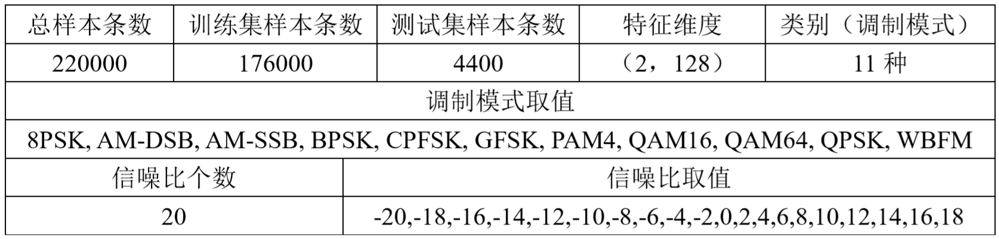 总样本条数 训练集样本条数 测试集样本条数 特征维度 类别（调制模式）
220000 176000 4400 （2，128） 11 种
调制模式取值
8PSK, AM-DSB, AM-SSB, BPSK, CPFSK, GFSK, PAM4, QAM16, QAM64, QPSK, WBFM
信噪比个数 信噪比取值
20 -20,-18,-16,-14,-12,-10,-8,-6,-4,-2,0,2,4,6,8,10,12,14,16,18